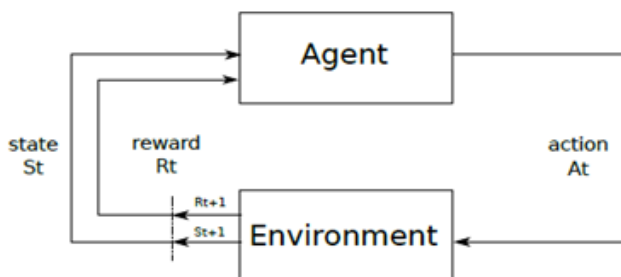 Agent
state
St
reward
Rt
action
At
Rt+1
St+1
Environment